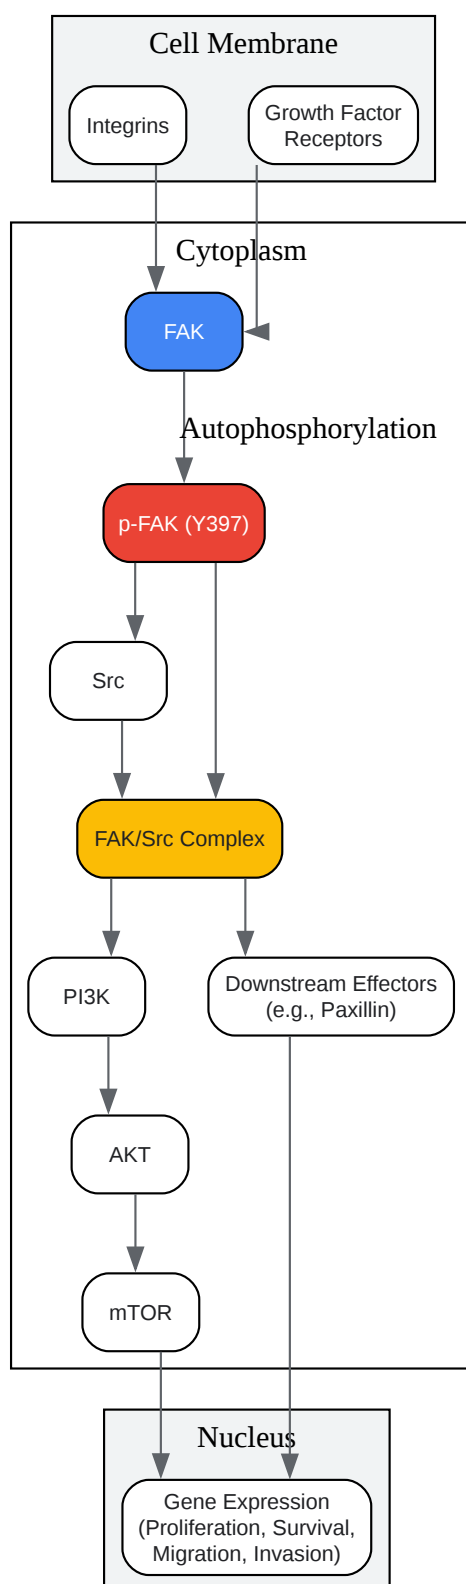 Cell Membrane
Integrins
Growth Factor
Receptors
Cytoplasm
FAK
Autophosphorylation
p-FAK (Y397)
Src
FAK/Src Complex
PI3K
Downstream Effectors
(e.g., Paxillin)
AKT
mTOR
Nucleus
Gene Expression
(Proliferation, Survival,
Migration, Invasion)